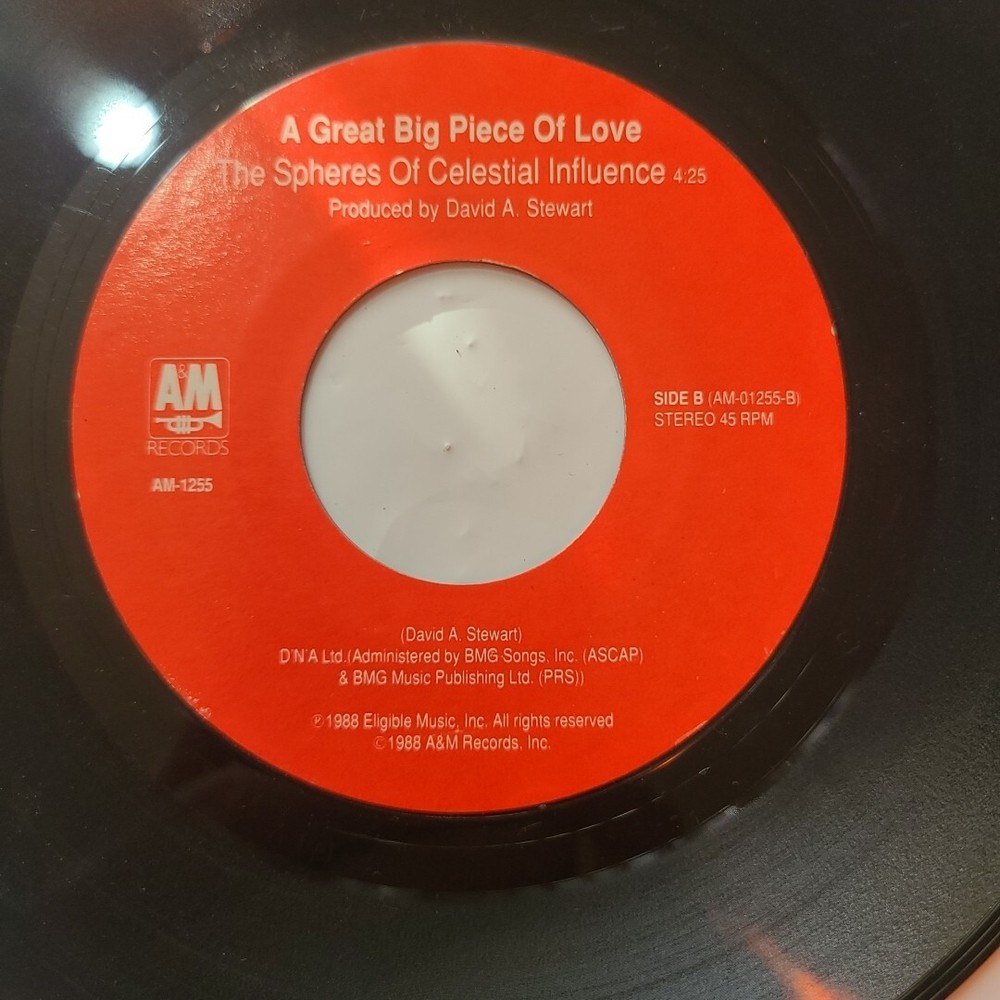 A Great Big Piece Of Love
The Spheres Of Celestial Influence 4:25
Produced by David A. Stewart
A&M
RECORDS
AM-1255
SIDE B (AM-01255-B)
STEREO 45 RPM
(David A. Stewart)
D'N'A Ltd.(Administered by BMG Songs, Inc. (ASCAP)
& BMG Music Publishing Ltd. (PRS))
℗1988 Eligible Music, Inc. All rights reserved
©1988 A&M Records, Inc.